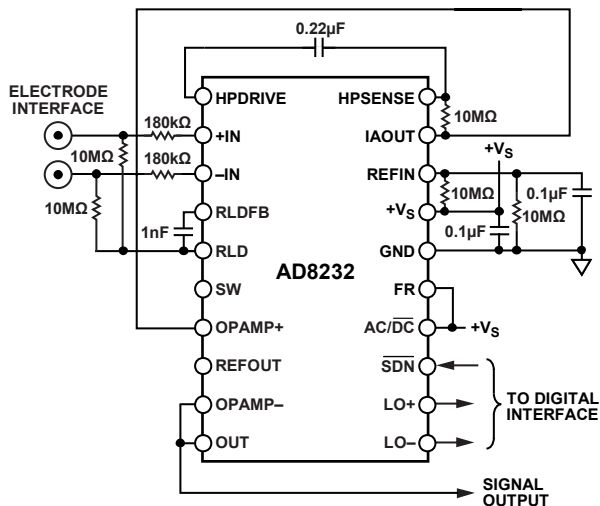 0.22µF
ELECTRODE
INTERFACE
HPDRIVE
HPSENSE
180kΩ
10MΩ
+IN
IAOUT
10MΩ
+VS
180kΩ
–IN
REFIN
10MΩ
10MΩ
0.1µF
10MΩ
RLDFB
+VS
1nF
0.1µF
RLD
GND
AD8232
SW
FR
OPAMP+
AC/DC
+VS
REFOUT
SDN
OPAMP–
LO+
TO DIGITAL
INTERFACE
OUT
LO–
SIGNAL
OUTPUT